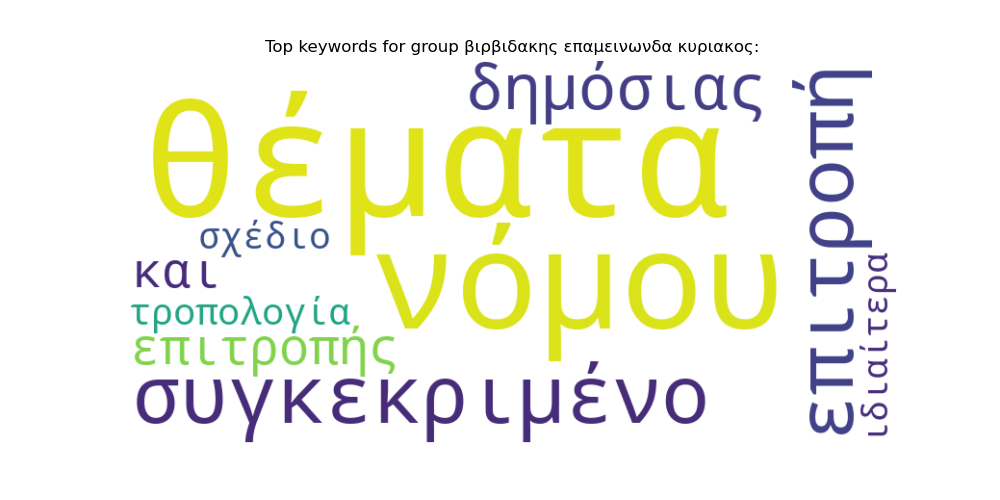 Top keywords for group βιρβιδακης επαμεινωνδα κυριακος:
δημόσιας
θέματα
επιτροπή
σχέδιο
νόμου
και
ιδιαίτερα
τροπολογία
επιτροπής
συγκεκριμένο